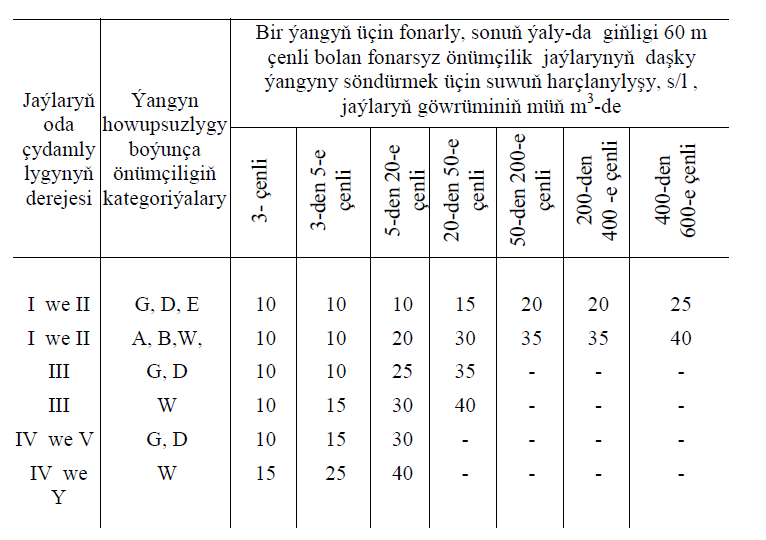 Jaýlaryň
oda
çydamly
lygynyň
derejesi
Ýangyn
howupsuzlygy
boýunça
önümçiligiň
kategoriýalary
Bir ýangyň üçin fonarly, sonuň ýaly-da giňligi 60 m
çenli bolan fonarsyz önümçilik jaýlarynyň daşky
ýangyny söndürmek üçin suwuň harçlanylyşy, s/l ,
jaýlaryň göwrüminiň müň m³-de
3- çenli
3-den 5-e
çenli
5-den 20-e
çenli
20-den 50-e
çenli
50-den 200-e
çenli
200-den
400 -e çenli
400-den
600-e çenli
I we II G, D, E 10 10 10 15 20 20 25
I we II A, B,W, 10 10 20 30 35 35 40
III G, D 10 10 25 35 - - -
III W 10 15 30 40 - - -
IV we V G, D 10 15 30 - - - -
IV we W 15 25 40 - - - -
Y